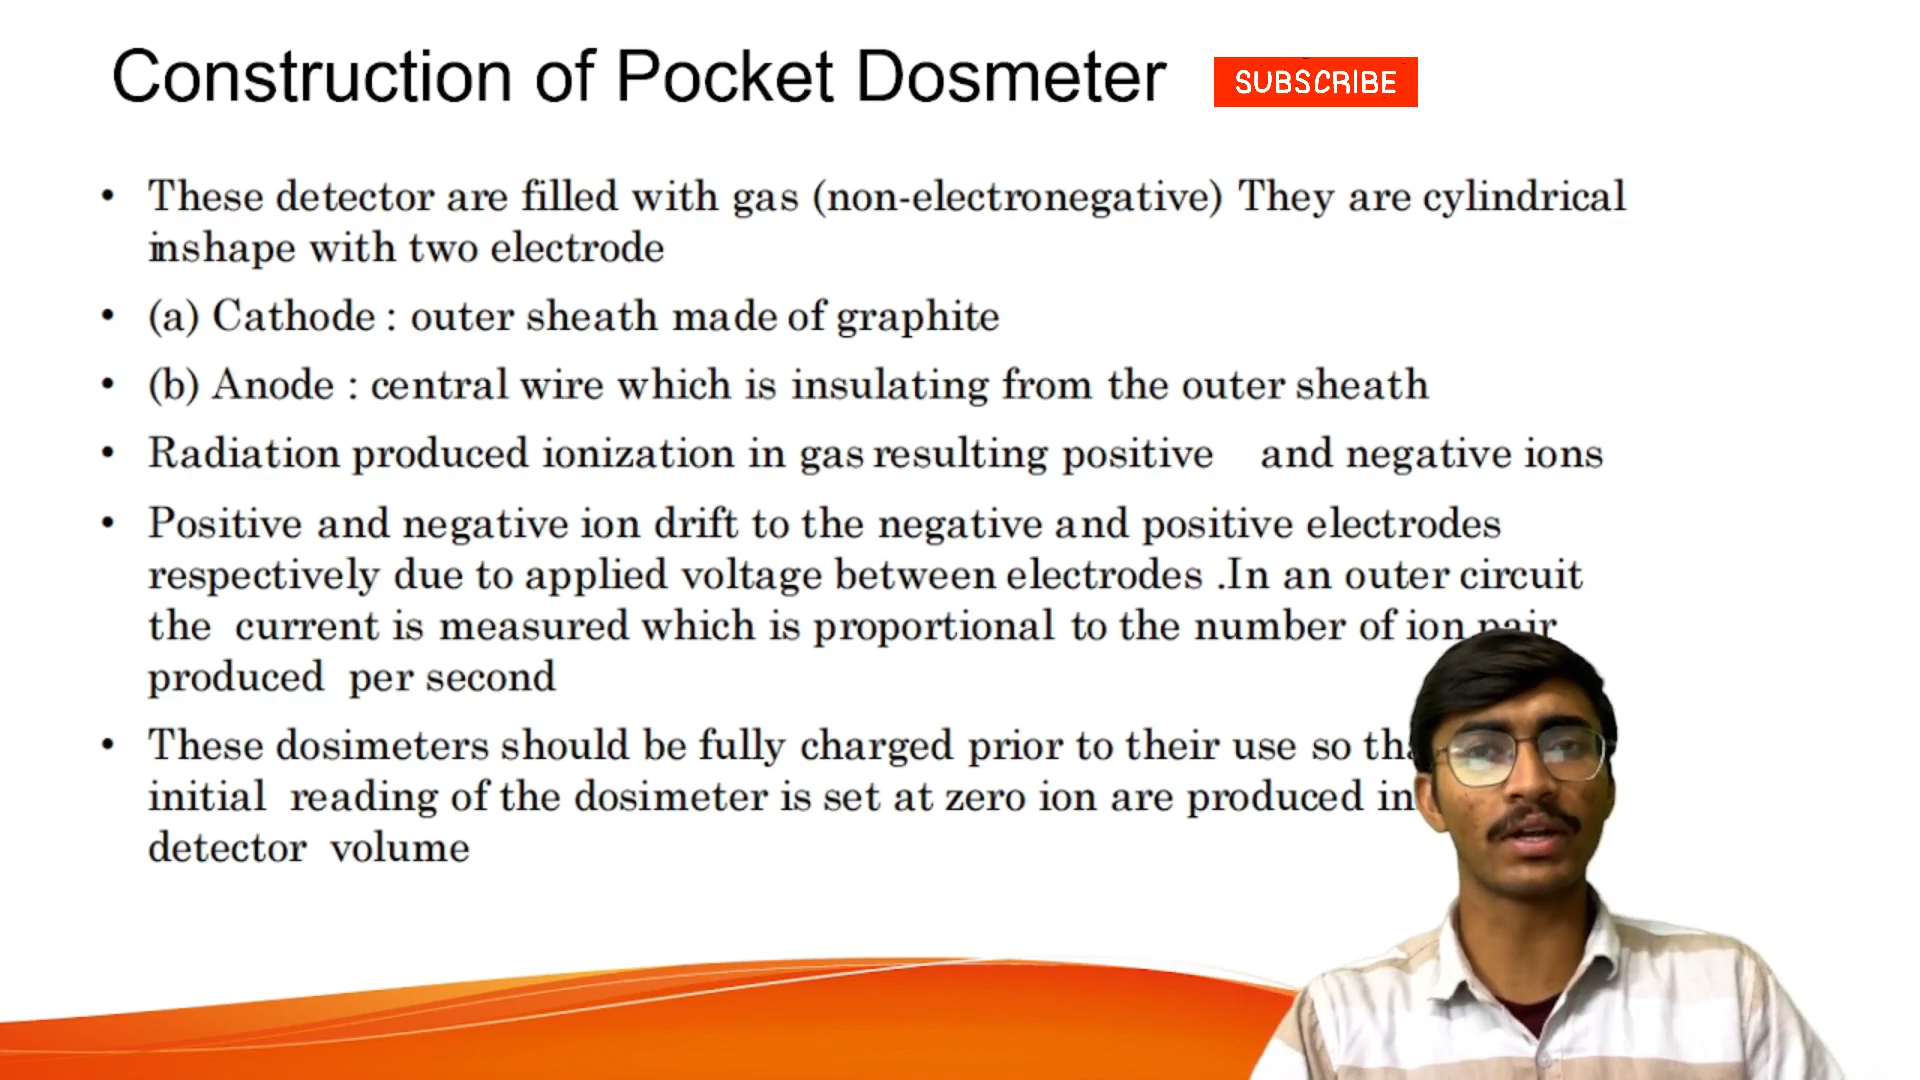 Construction of Pocket Dosmeter
SUBSCRIBE
• These detector are filled with gas (non-electronegative) They are cylindrical
inshape with two electrode
• (a) Cathode : outer sheath made of graphite
• (b) Anode : central wire which is insulating from the outer sheath
• Radiation produced ionization in gas resulting positive and negative ions
• Positive and negative ion drift to the negative and positive electrodes
respectively due to applied voltage between electrodes .In an outer circuit
the current is measured which is proportional to the number of ion pair
produced per second
• These dosimeters should be fully charged prior to their use so
initial reading of the dosimeter is set at zero ion are produced in
detector volume